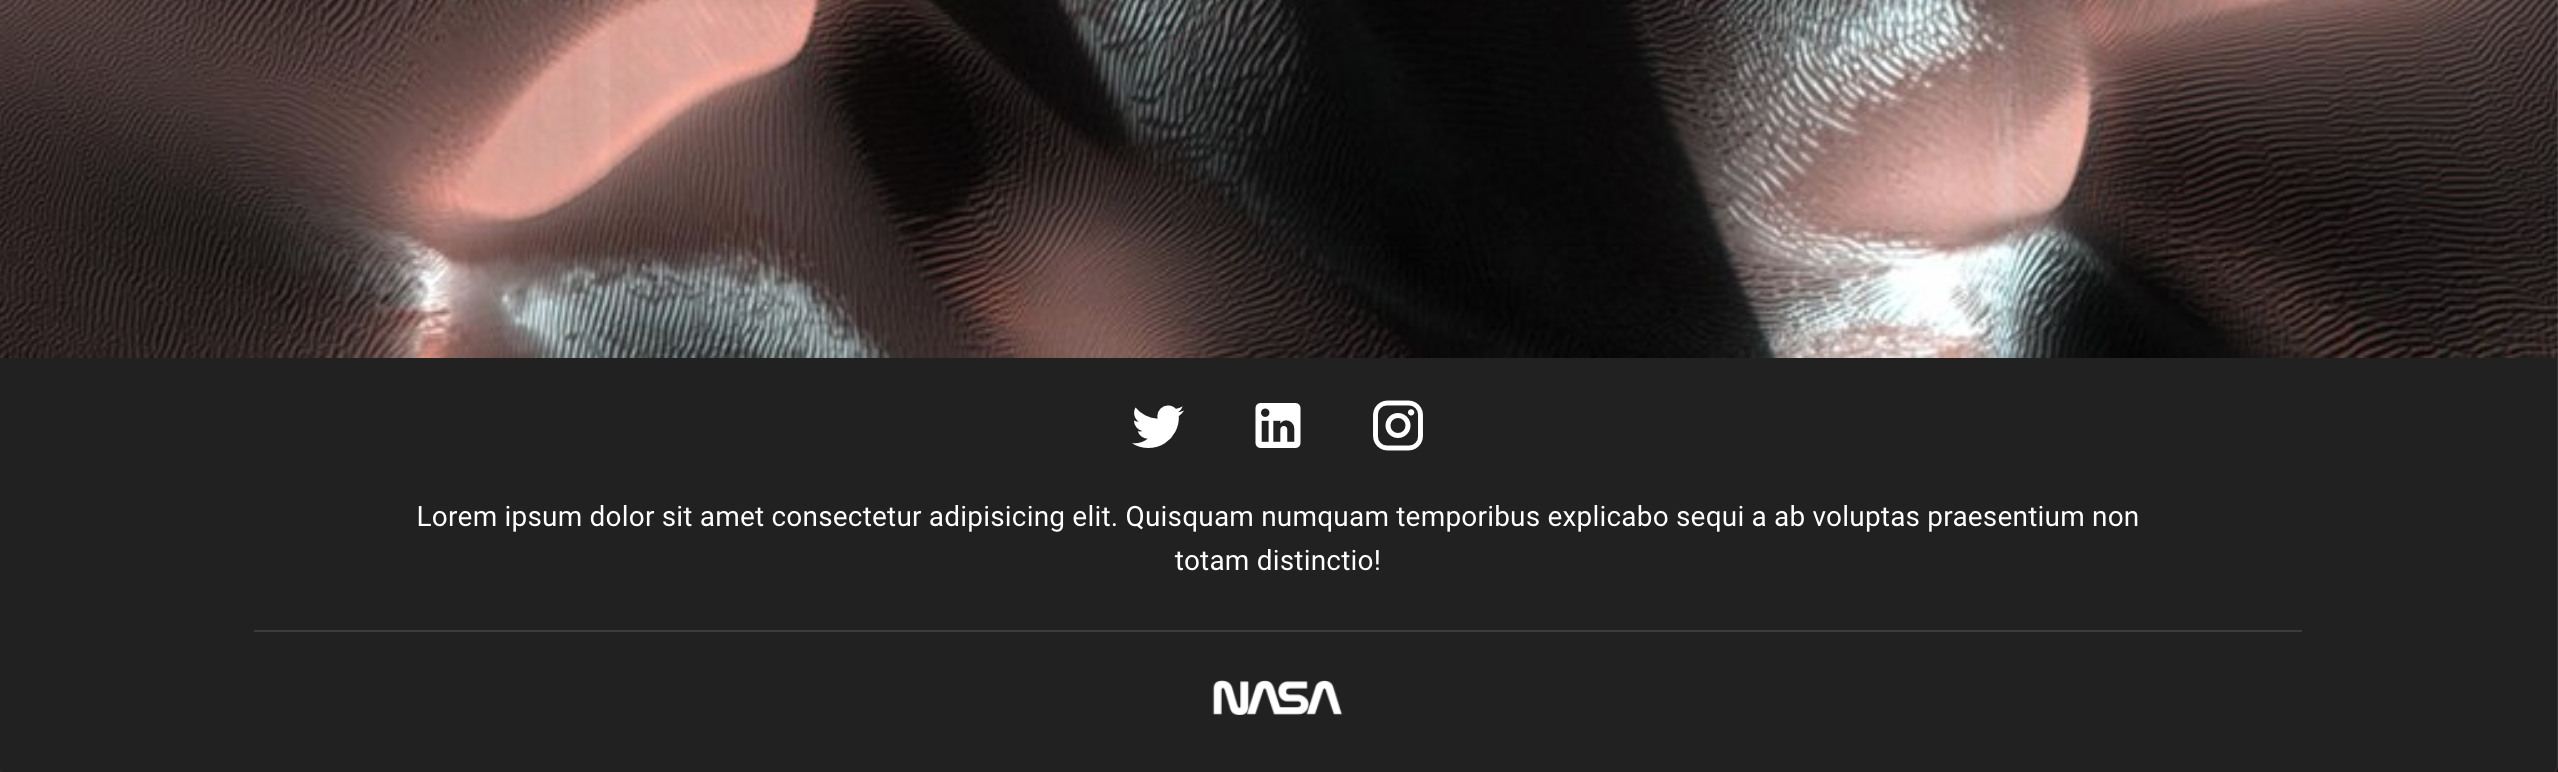 Lorem ipsum dolor sit amet consectetur adipisicing elit. Quisquam numquam temporibus explicabo sequi a ab voluptas praesentium non
totam distinctio!
NASA